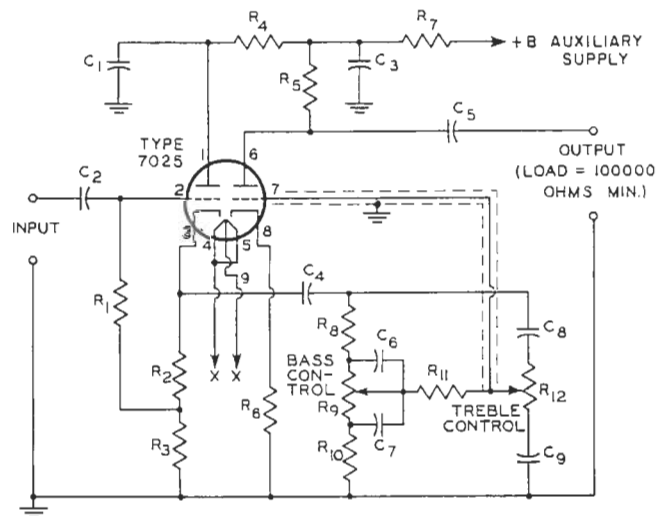 R4
R7
C1
C3
+B AUXILIARY
SUPPLY
R5
C5
TYPE
7025
1
6
OUTPUT
(LOAD = 100000
OHMS MIN.)
C2
2
7
INPUT
3
4
5
8
9
R1
C4
R8
C6
C8
R2
X X
BASS
CON-
TROL
R11
R12
R9
R6
TREBLE
CONTROL
R3
C7
R10
C9